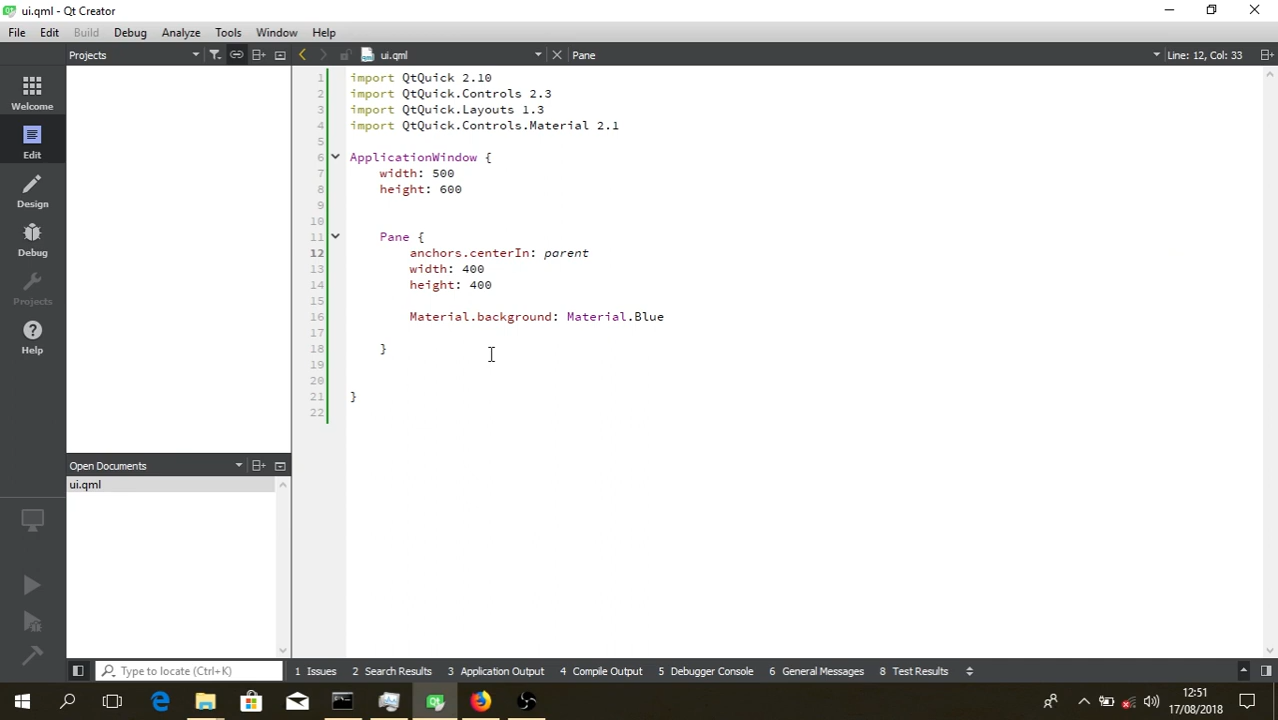 ui.qml - Qt Creator
File Edit Build Debug Analyze Tools Window Help
Projects ui.qml Pane Line: 12, Col: 33
Welcome
Edit
Design
Debug
Projects
Help
1 import QtQuick 2.10
2 import QtQuick.Controls 2.3
3 import QtQuick.Layouts 1.3
4 import QtQuick.Controls.Material 2.1
5
6 ApplicationWindow {
7 width: 500
8 height: 600
9
10
11 Pane {
12 anchors.centerIn: parent
13 width: 400
14 height: 400
15
16 Material.background: Material.Blue
17
18 }
19
20
21 }
22
Open Documents
ui.qml
Type to locate (Ctrl+K) 1 Issues 2 Search Results 3 Application Output 4 Compile Output 5 Debugger Console 6 General Messages 8 Test Results
Qt
12:51
17/08/2018